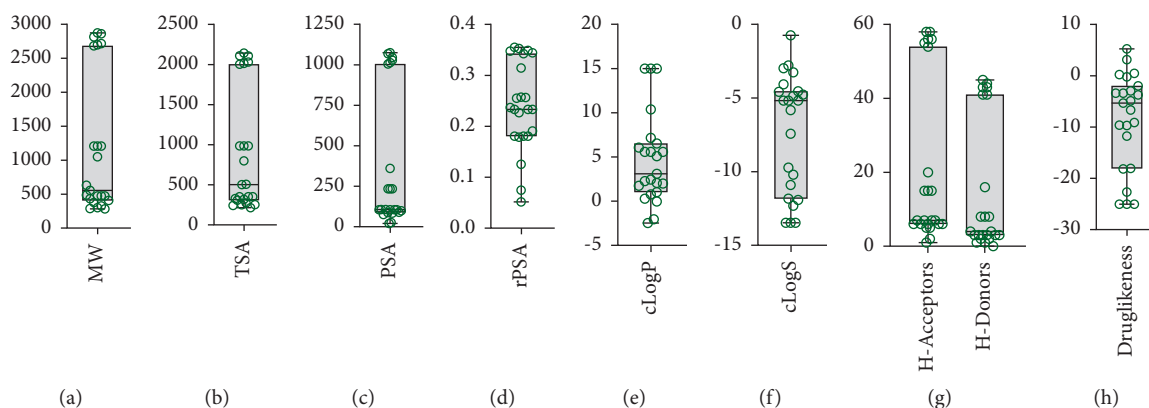 3000
2500
2000
1500
1000
500
0
MW
(a)
2500
2000
1500
1000
500
0
TSA
(b)
1250
1000
750
500
250
100
0
PSA
(c)
0.4
0.3
0.2
0.1
0.0
rPSA
(d)
20
15
10
5
0
-5
cLogP
(e)
-0
-5
-10
-15
cLogS
(f)
60
40
20
0
H-Acceptors
H-Donors
(g)
10
0
-10
-20
-30
Druglikeness
(h)